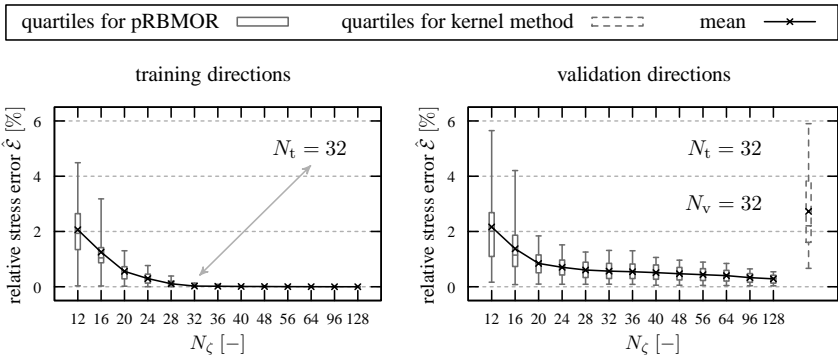 quartiles for pRBMOR quartiles for kernel method mean
training directions
relative stress error Ê [%]
6
4
2
0
N_t = 32
12 16 20 24 28 32 36 40 48 56 64 96 128
N_ζ [−]
validation directions
relative stress error Ê [%]
6
4
2
0
N_t = 32
N_v = 32
12 16 20 24 28 32 36 40 48 56 64 96 128
N_ζ [−]